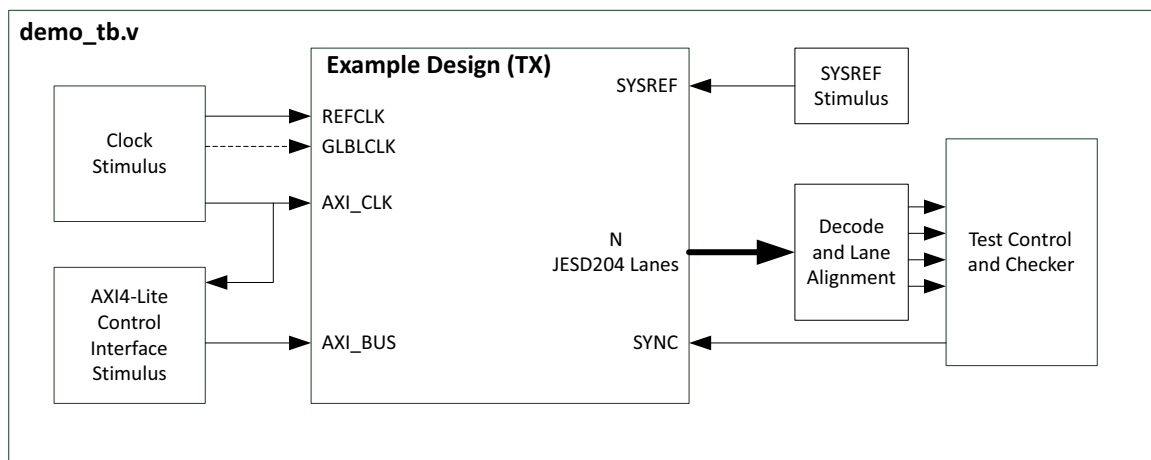 demo_tb.v
Example Design (TX)
Clock
Stimulus
AXI4-Lite
Control
Interface
Stimulus
REFCLK
GLBLCLK
AXI_CLK
AXI_BUS
SYSREF
N
JESD204 Lanes
SYNC
SYSREF
Stimulus
Decode
and Lane
Alignment
Test Control
and Checker